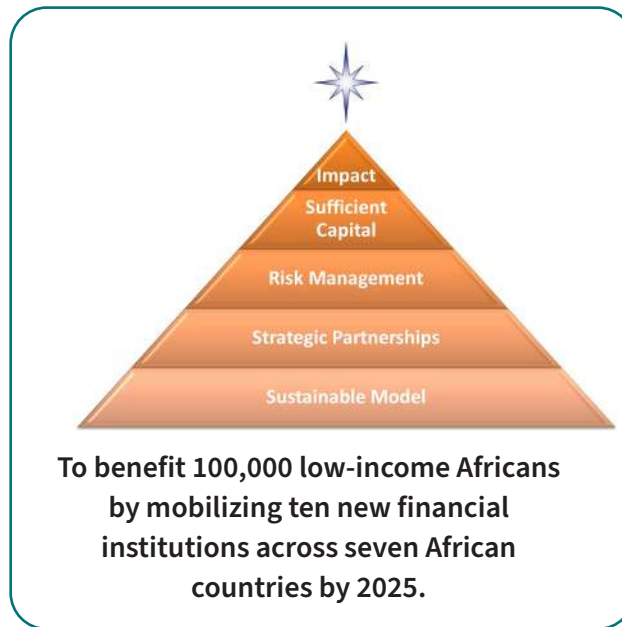 Impact
Sufficient
Capital
Risk Management
Strategic Partnerships
Sustainable Model
To benefit 100,000 low-income Africans
by mobilizing ten new financial
institutions across seven African
countries by 2025.